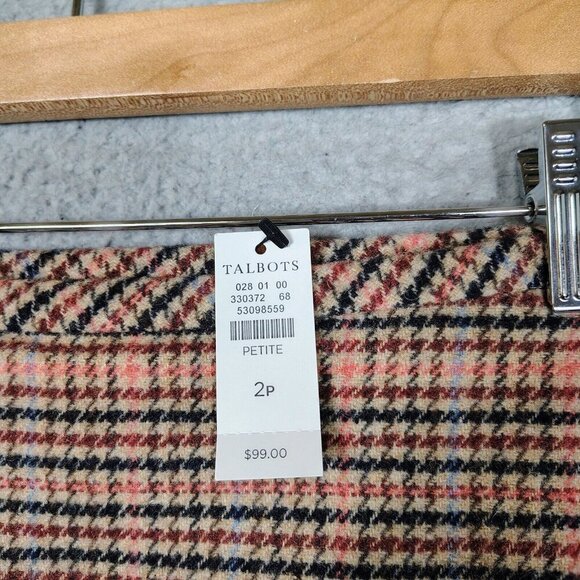 TALBOTS
028 01 00
330372 68
53098559
PETITE
2P
$99.00